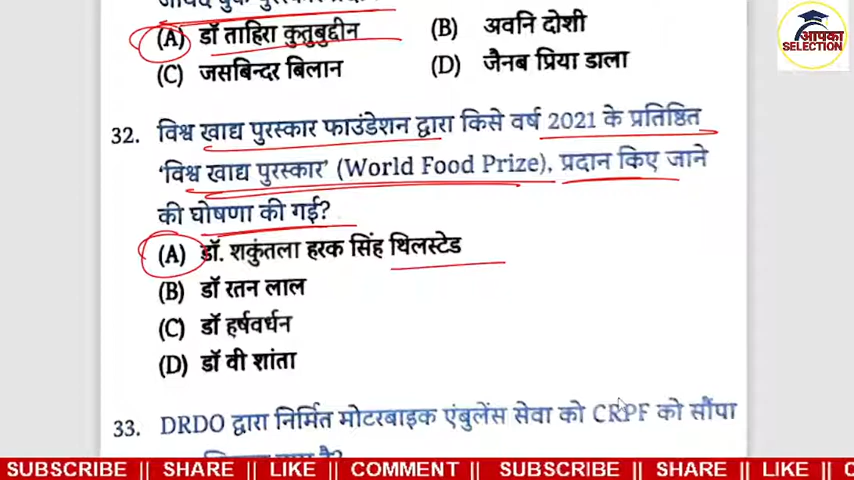 (A) डॉ ताहिरा कुतुबुद्दीन (B) अवनि दोशी
(C) जसबिन्दर बिलान (D) जैनब प्रिया डाला
32. विश्व खाद्य पुरस्कार फाउंडेशन द्वारा किसे वर्ष 2021 के प्रतिष्ठित
'विश्व खाद्य पुरस्कार' (World Food Prize), प्रदान किए जाने
की घोषणा की गई?
(A) डॉ. शकुंतला हरक सिंह थिलस्टेड
(B) डॉ रतन लाल
(C) डॉ हर्षवर्धन
(D) डॉ वी शांता
33. DRDO द्वारा निर्मित मोटरबाइक एंबुलेंस सेवा को CRPF को सौंपा
आपका
SELECTION
SUBSCRIBE || SHARE || LIKE || COMMENT || SUBSCRIBE || SHARE || LIKE || C